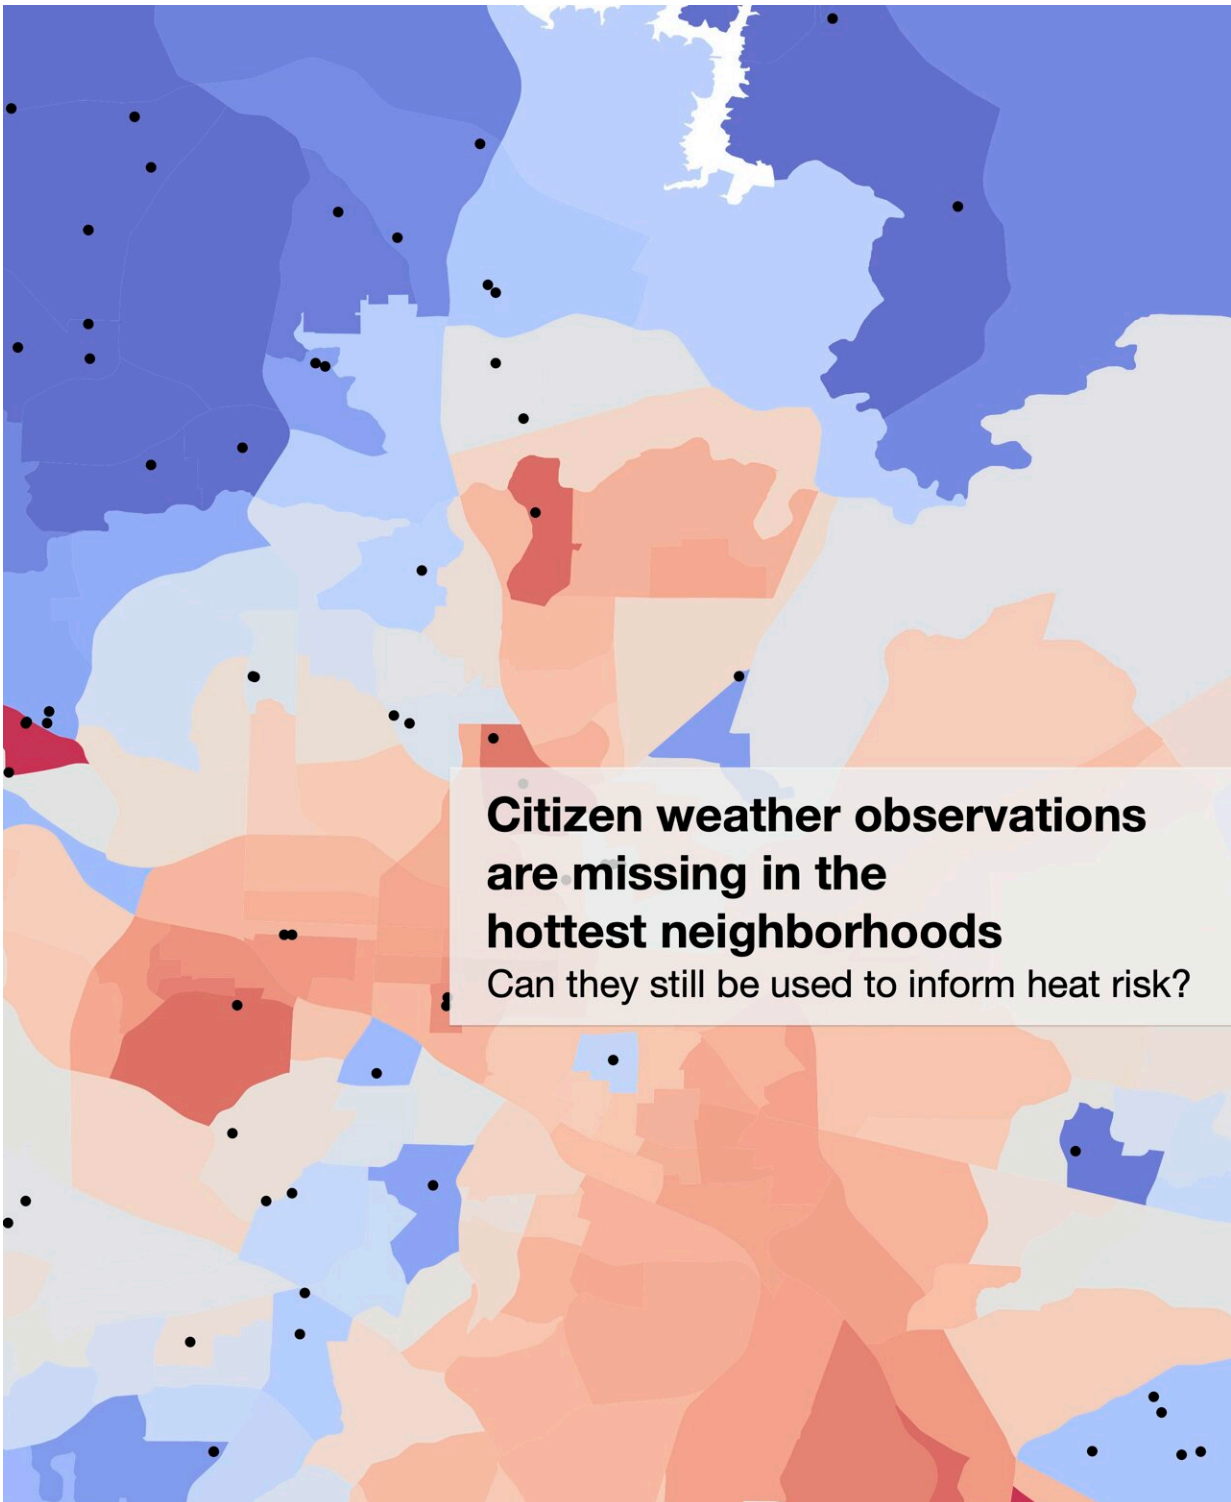 Citizen weather observations
are missing in the
hottest neighborhoods
Can they still be used to inform heat risk?